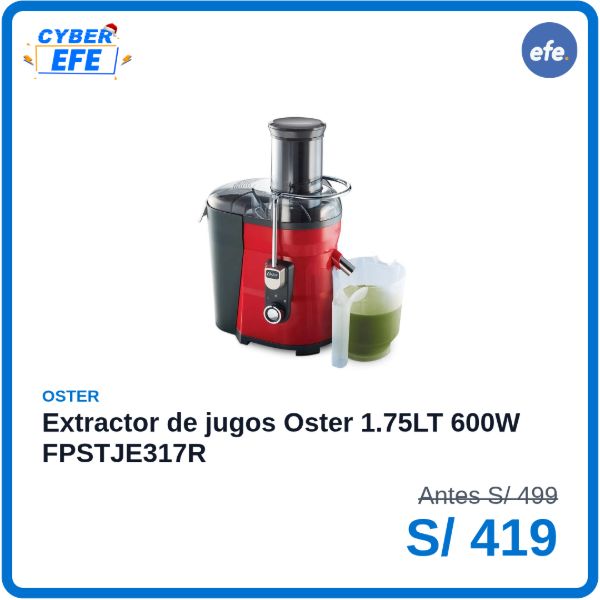 CYBER
EFE
efe.
OSTER
Extractor de jugos Oster 1.75LT 600W
FPSTJE317R
Antes S/ 499
S/ 419